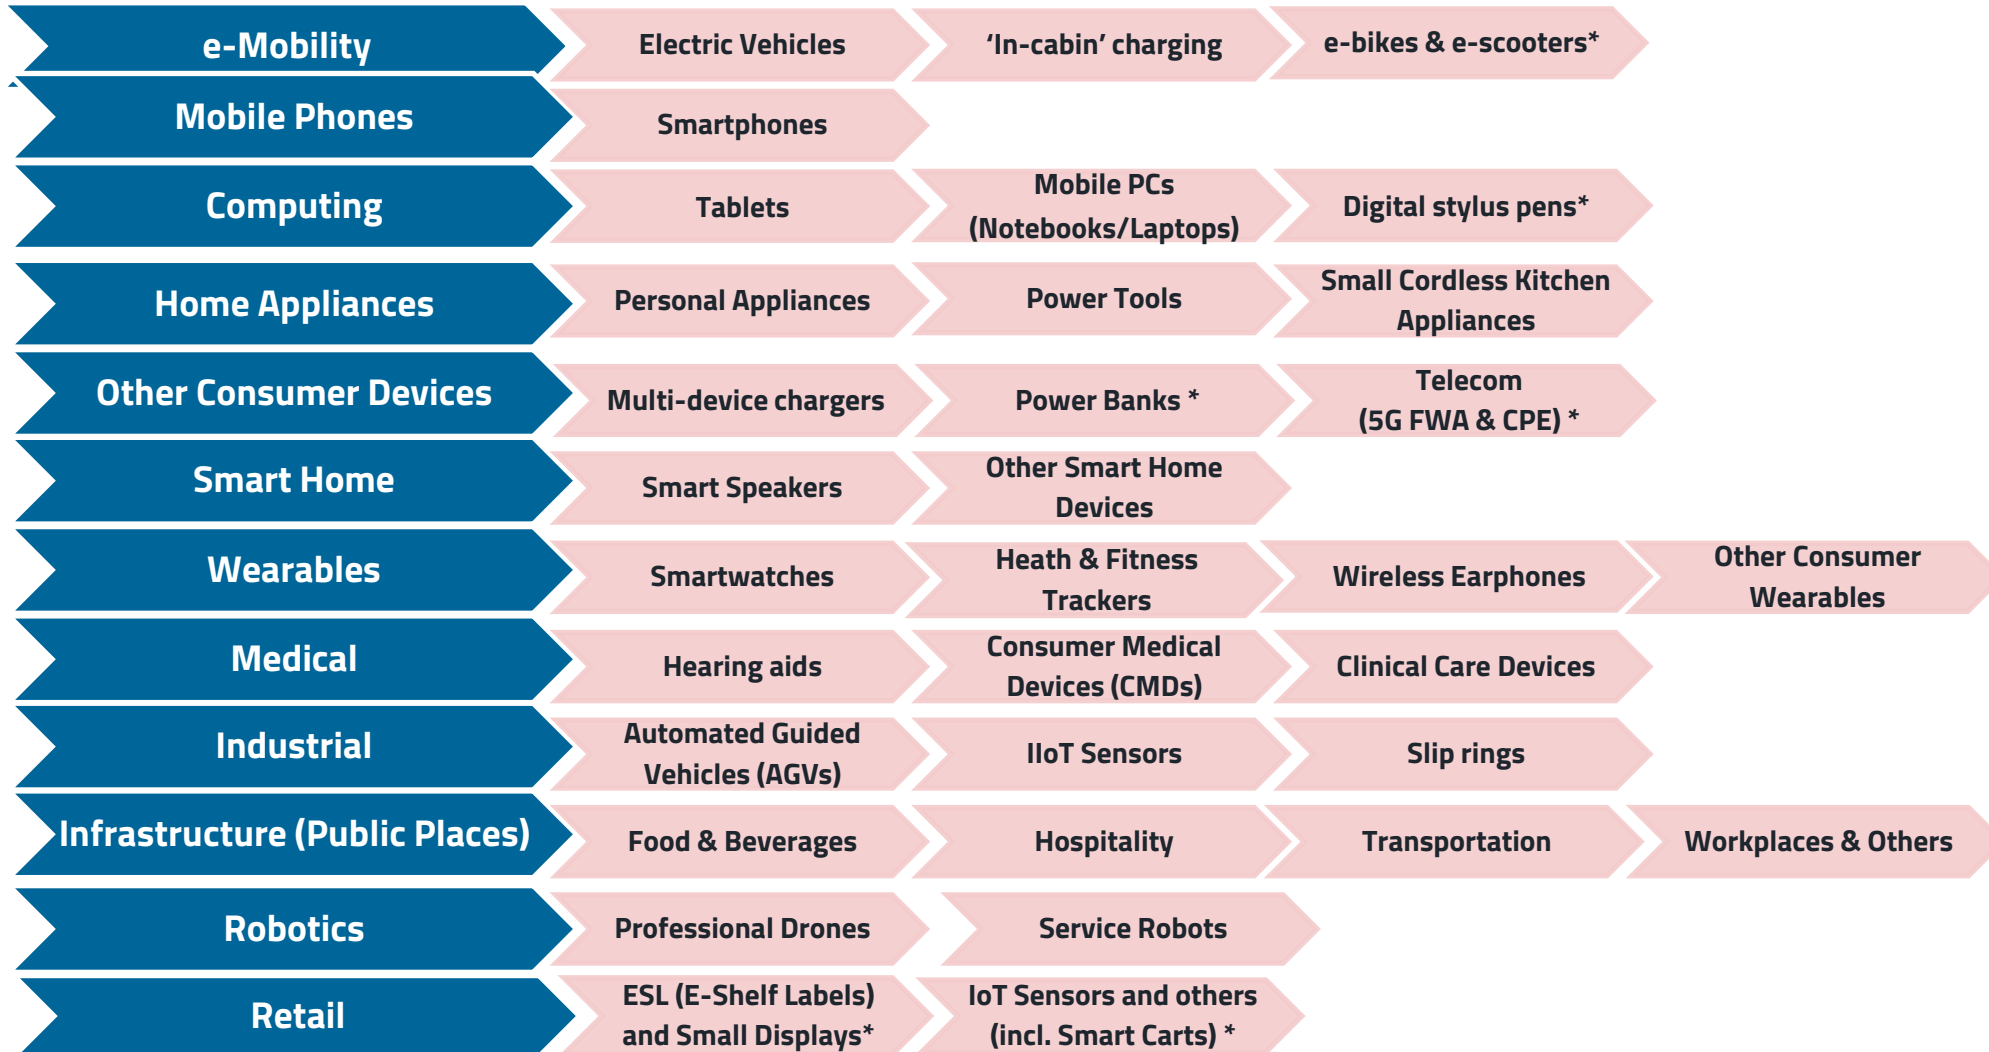 e-Mobility
Electric Vehicles
‘In-cabin’ charging
e-bikes & e-scooters*
Mobile Phones
Smartphones
Computing
Tablets
Mobile PCs
(Notebooks/Laptops)
Digital stylus pens*
Home Appliances
Personal Appliances
Power Tools
Small Cordless Kitchen
Appliances
Other Consumer Devices
Multi-device chargers
Power Banks *
Telecom
(5G FWA & CPE) *
Smart Home
Smart Speakers
Other Smart Home
Devices
Wearables
Smartwatches
Heath & Fitness
Trackers
Wireless Earphones
Other Consumer
Wearables
Medical
Hearing aids
Consumer Medical
Devices (CMDs)
Clinical Care Devices
Industrial
Automated Guided
Vehicles (AGVs)
IIoT Sensors
Slip rings
Infrastructure (Public Places)
Food & Beverages
Hospitality
Transportation
Workplaces & Others
Robotics
Professional Drones
Service Robots
Retail
ESL (E-Shelf Labels)
and Small Displays*
IoT Sensors and others
(incl. Smart Carts) *